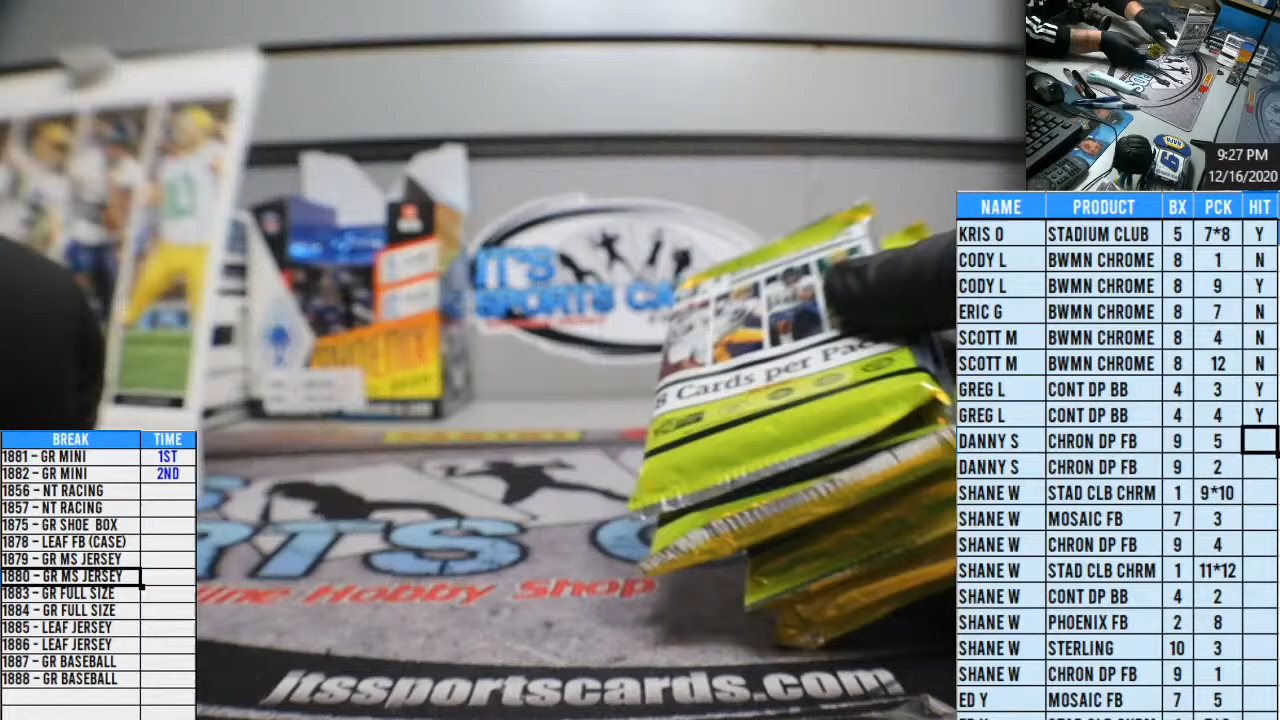 9:27 PM
12/16/2020
NAME PRODUCT BX PCK HIT
KRIS O STADIUM CLUB 5 7*8 Y
CODY L BWMN CHROME 8 1 N
CODY L BWMN CHROME 8 9 Y
ERIC G BWMN CHROME 8 7 N
SCOTT M BWMN CHROME 8 4 N
SCOTT M BWMN CHROME 8 12 N
GREG L CONT DP BB 4 3 Y
GREG L CONT DP BB 4 4 Y
DANNY S CHRON DP FB 9 5
DANNY S CHRON DP FB 9 2
SHANE W STAD CLB CHRM 1 9*10
SHANE W MOSAIC FB 7 3
SHANE W CHRON DP FB 9 4
SHANE W STAD CLB CHRM 1 11*12
SHANE W CONT DP BB 4 2
SHANE W PHOENIX FB 2 8
SHANE W STERLING 10 3
SHANE W CHRON DP FB 9 1
ED Y MOSAIC FB 7 5
BREAK TIME
1881 - GR MINI 1ST
1882 - GR MINI 2ND
1856 - NT RACING
1857 - NT RACING
1875 - GR SHOE BOX
1878 - LEAF FB (CASE)
1879 - GR MS JERSEY
1880 - GR MS JERSEY
1883 - GR FULL SIZE
1884 - GR FULL SIZE
1885 - LEAF JERSEY
1886 - LEAF JERSEY
1887 - GR BASEBALL
1888 - GR BASEBALL
JT'S
SPORTS CA
8 Cards per Pac
RTS C
ine Hobby Shop
jtssportscards.com